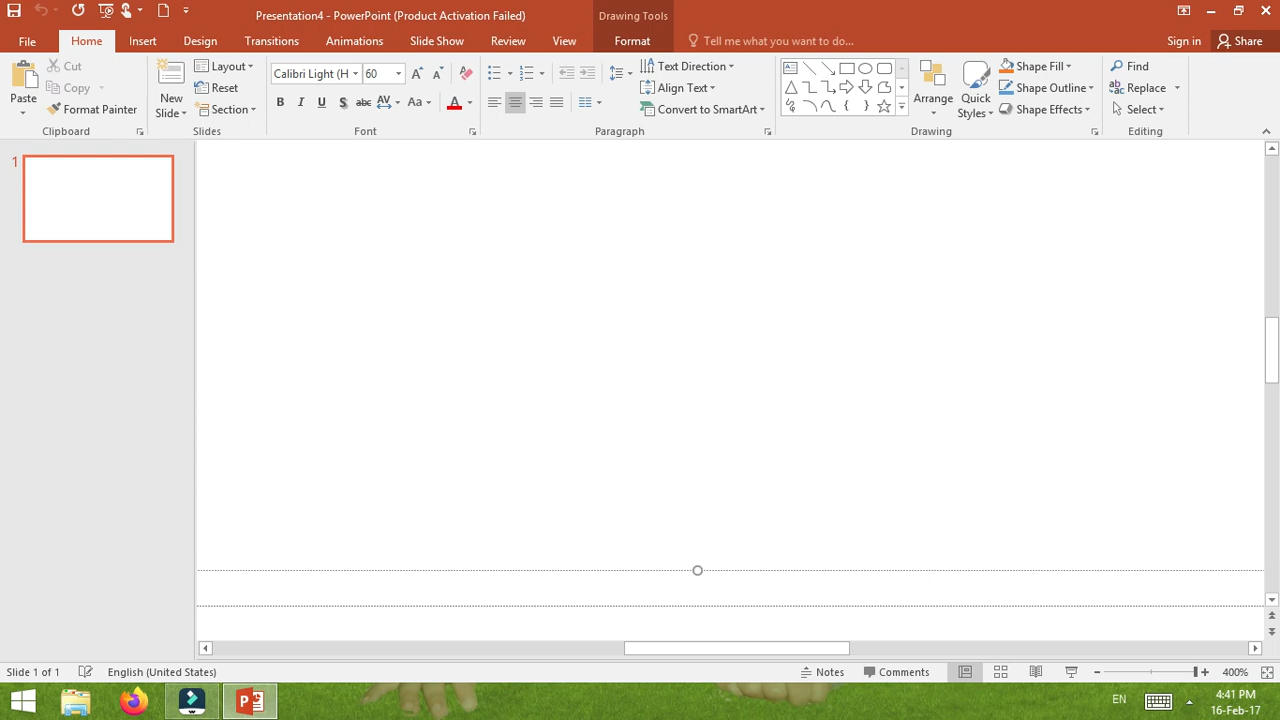 Presentation4 - PowerPoint (Product Activation Failed)
Drawing Tools
File
Home
Insert
Design
Transitions
Animations
Slide Show
Review
View
Format
Tell me what you want to do...
Sign in
Share
Paste
Cut
Copy
Format Painter
Clipboard
New
Slide
Layout
Reset
Section
Slides
Calibri Light (H
60
B I U S abc AV Aa A
Font
Text Direction
Align Text
Convert to SmartArt
Paragraph
Arrange
Quick
Styles
Shape Fill
Shape Outline
Shape Effects
Drawing
Find
Replace
Select
Editing
1
Slide 1 of 1
English (United States)
Notes
Comments
400%
EN
4:41 PM
16-Feb-17